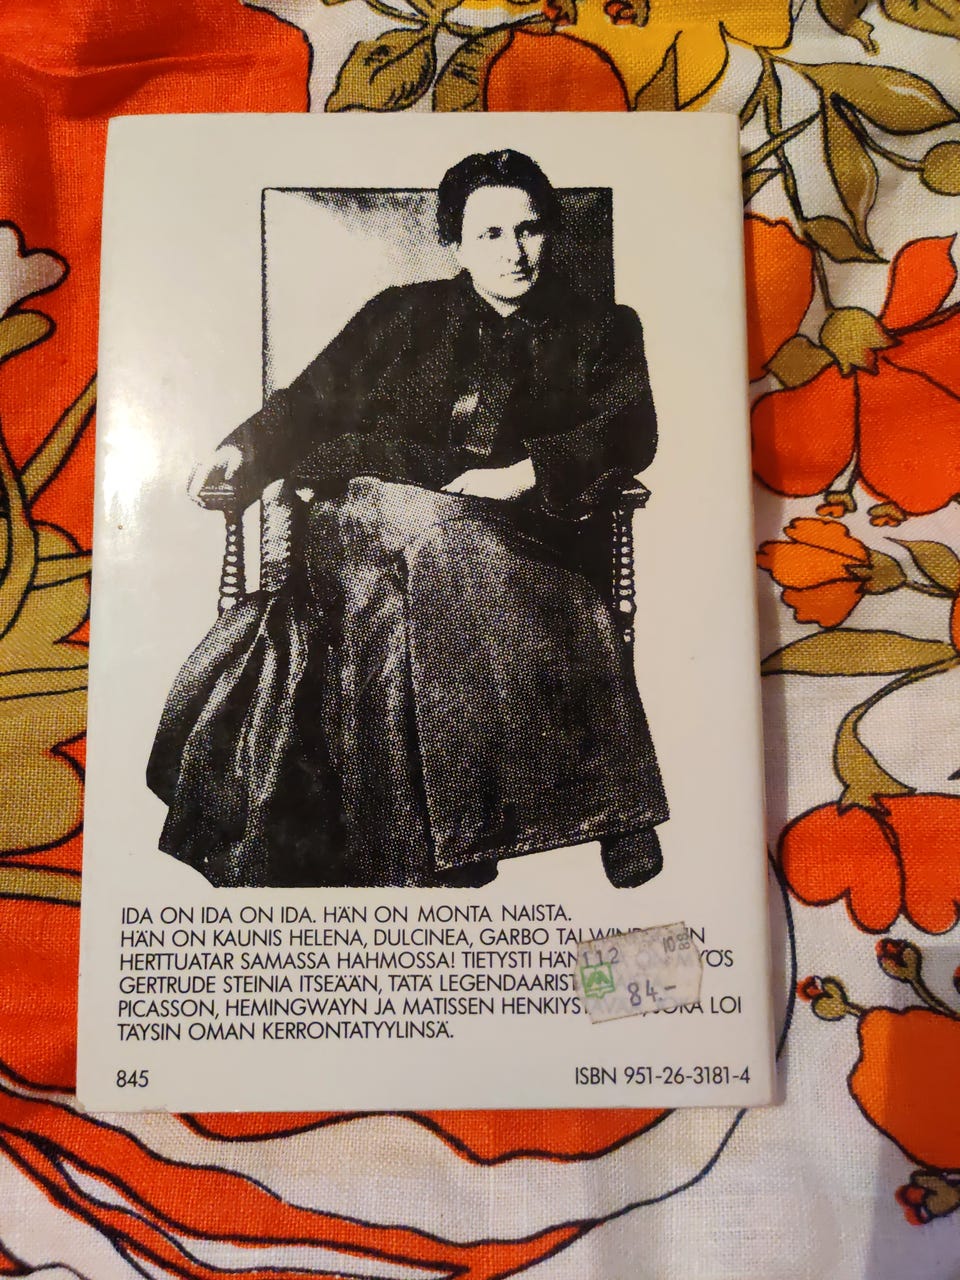 IDA ON IDA ON IDA. HÄN ON MONTA NAISTA.
HÄN ON KAUNIS HELENA, DULCINEA, GARBO TAI
HERTTUATAR SAMASSA HAHMOSSA! TIETYSTI HÄN ON
GERTRUDE STEINIA ITSEÄÄN, TÄTÄ
PICASSON, HEMINGWAYN JA MATISSEN JOKA LOI
TÄYSIN OMAN KERRONTATYYLINSÄ.
112
84.-
845
ISBN 951-26-3181-4